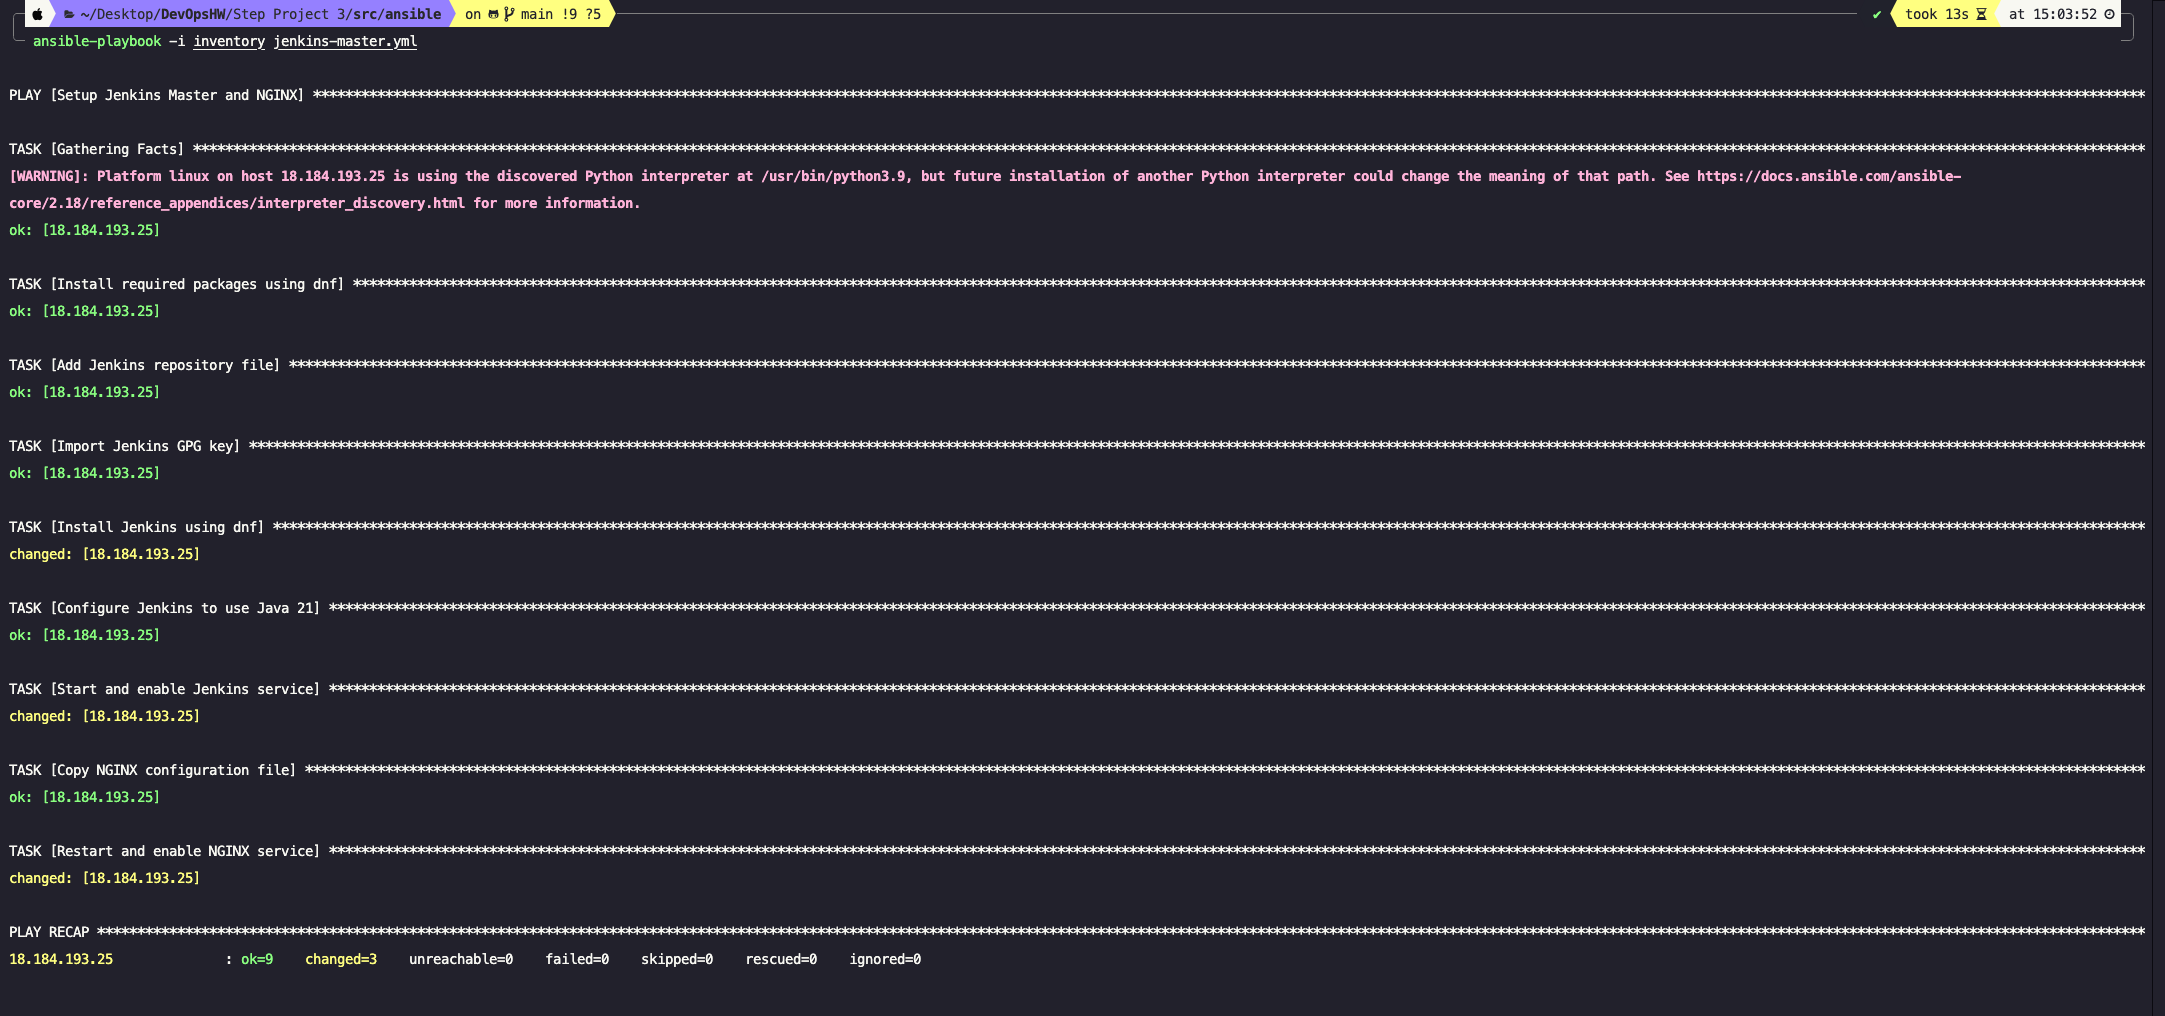 ~/Desktop/DevOpsHW/Step Project 3/src/ansible on main !9 ?5 ✔ took 13s at 15:03:52
ansible-playbook -i inventory jenkins-master.yml
PLAY [Setup Jenkins Master and NGINX] ****************************************
TASK [Gathering Facts] ****************************************
[WARNING]: Platform linux on host 18.184.193.25 is using the discovered Python interpreter at /usr/bin/python3.9, but future installation of another Python interpreter could change the meaning of that path. See https://docs.ansible.com/ansible-
core/2.18/reference_appendices/interpreter_discovery.html for more information.
ok: [18.184.193.25]
TASK [Install required packages using dnf] ****************************************
ok: [18.184.193.25]
TASK [Add Jenkins repository file] ****************************************
ok: [18.184.193.25]
TASK [Import Jenkins GPG key] ****************************************
ok: [18.184.193.25]
TASK [Install Jenkins using dnf] ****************************************
changed: [18.184.193.25]
TASK [Configure Jenkins to use Java 21] ****************************************
ok: [18.184.193.25]
TASK [Start and enable Jenkins service] ****************************************
changed: [18.184.193.25]
TASK [Copy NGINX configuration file] ****************************************
ok: [18.184.193.25]
TASK [Restart and enable NGINX service] ****************************************
changed: [18.184.193.25]
PLAY RECAP ****************************************
18.184.193.25 : ok=9 changed=3 unreachable=0 failed=0 skipped=0 rescued=0 ignored=0